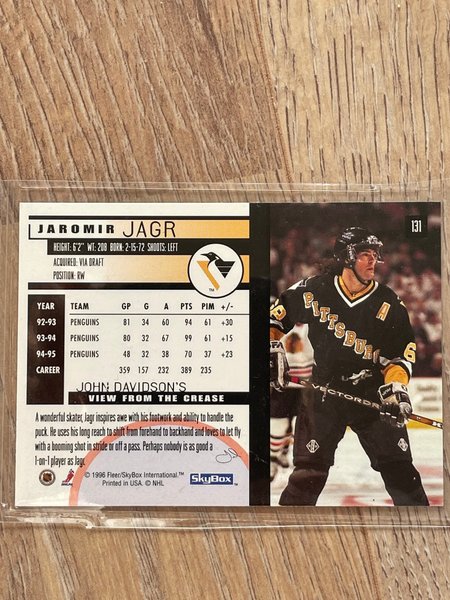 JAROMIR JAGR
131
HEIGHT: 6'2" WT: 208 BORN: 2-15-72 SHOOTS: LEFT
ACQUIRED: VIA DRAFT
POSITION: RW
TM
YEAR TEAM GP G A PTS PIM +/-
92-93 PENGUINS 81 34 60 94 61 +30
93-94 PENGUINS 80 32 67 99 61 +15
94-95 PENGUINS 48 32 38 70 37 +23
CAREER 359 157 232 389 235
JOHN DAVIDSON'S
VIEW FROM THE CREASE
A wonderful skater, Jagr inspires awe with his footwork and ability to handle the
puck. He uses his long reach to shift from forehand to backhand and loves to let fly
with a booming shot in stride or off a pass. Perhaps nobody is as good a
1-on-1 player as Jagr.
© 1996 Fleer/SkyBox International.™
Printed in USA. © NHL
SkyBox
PITTSBURGH
68
A
VECTOR